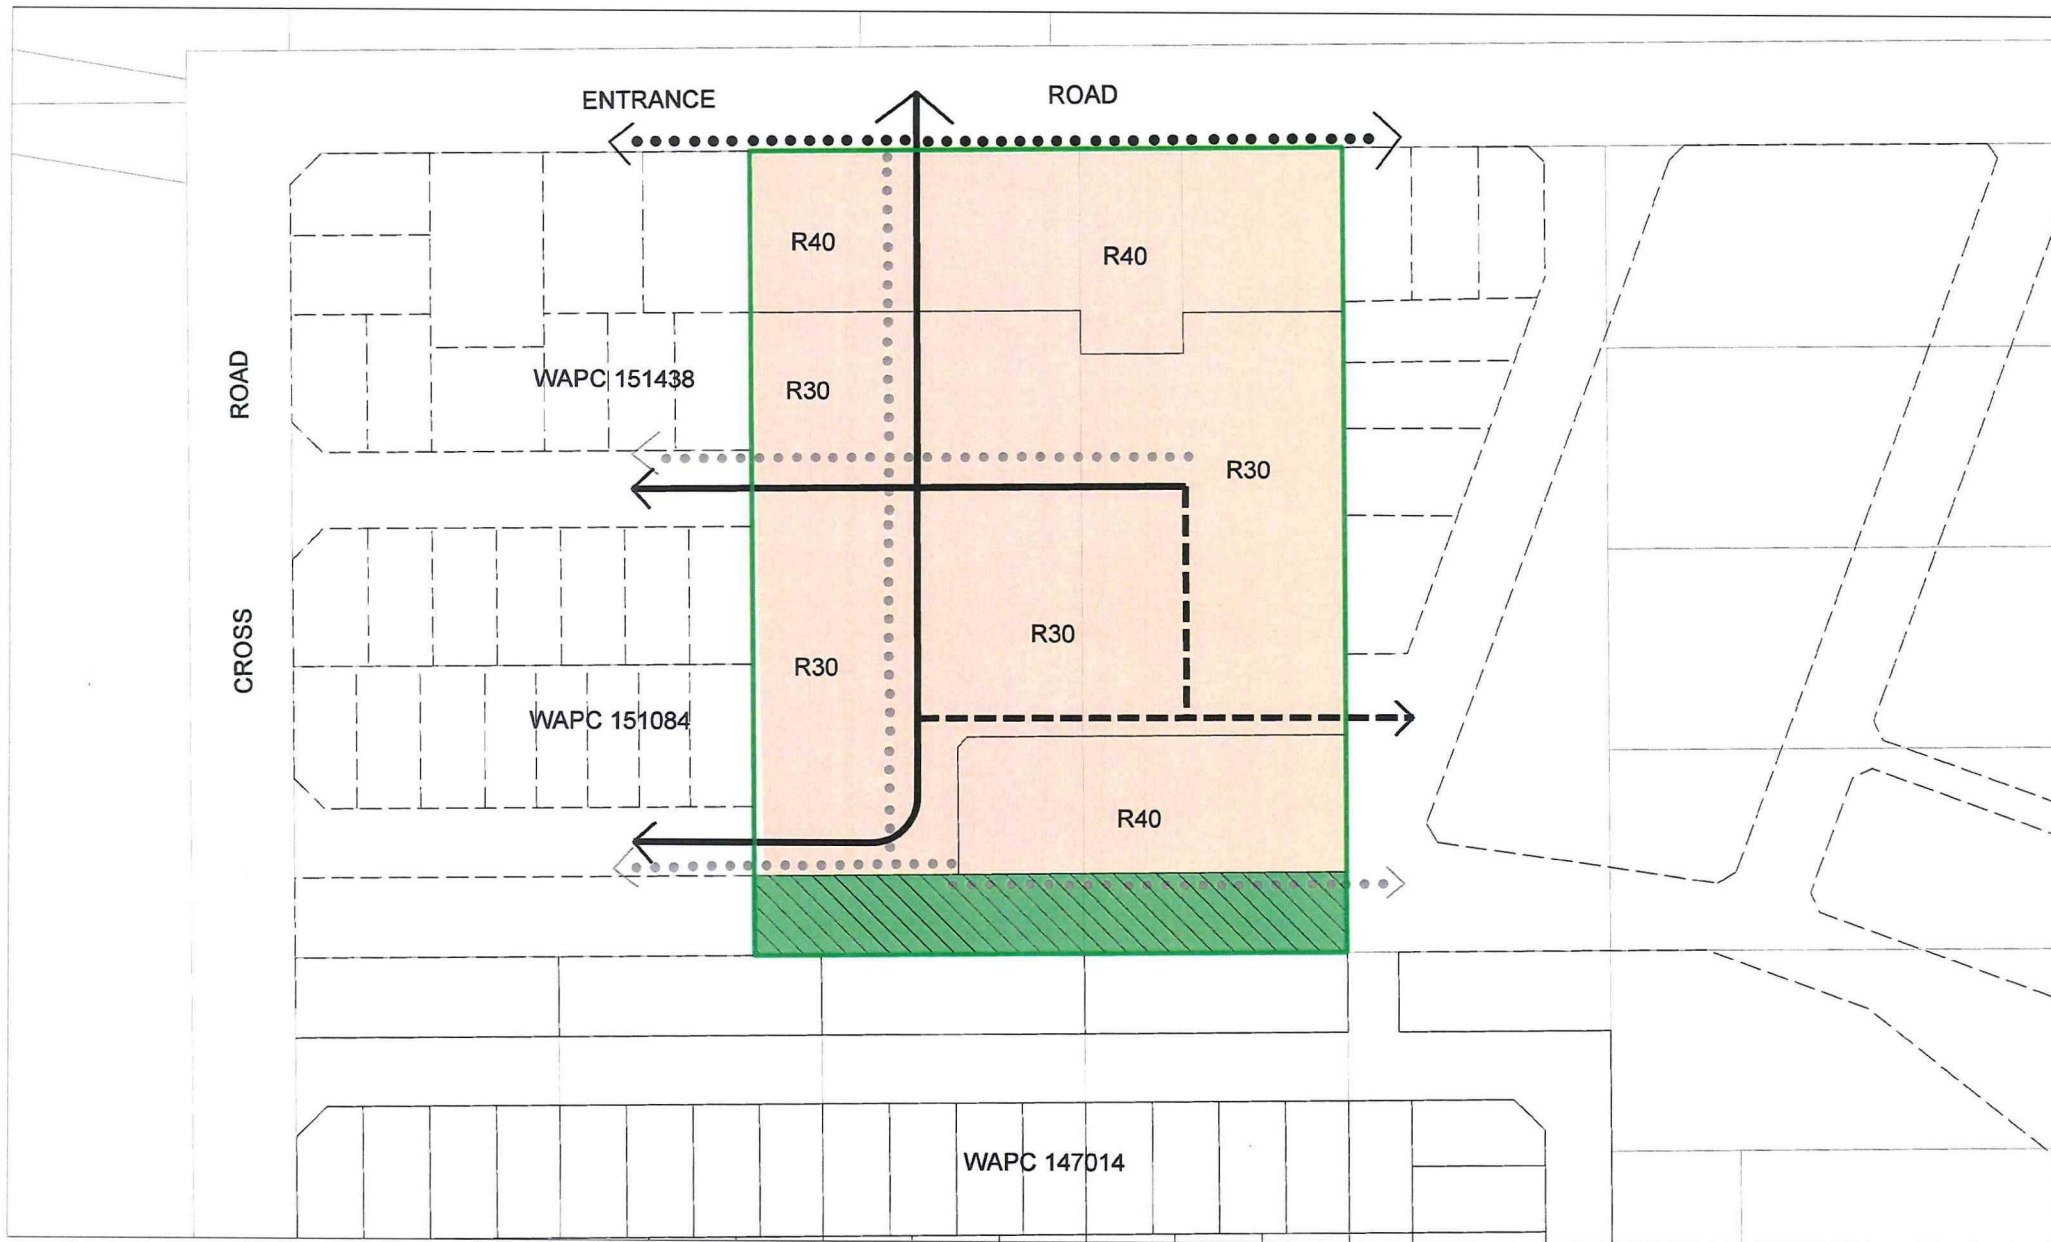 ENTRANCE ROAD
R40
R40
ROAD
WAPC 151438
R30
R30
CROSS
R30
R30
WAPC 151084
R40
WAPC 147014